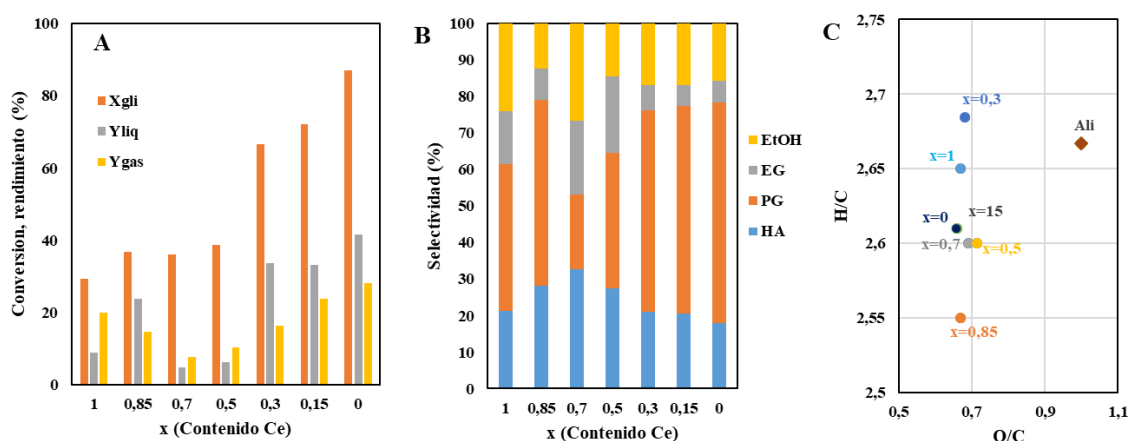 A
100
80
60
40
20
0
Conversion, rendimiento (%)
Xgli
Yliq
Ygas
1 0,85 0,7 0,5 0,3 0,15 0
x (Contenido Ce)
B
100
90
80
70
60
50
40
30
20
10
0
Selectividad (%)
1 0,85 0,7 0,5 0,3 0,15 0
x (Contenido Ce)
EtOH
EG
PG
HA
C
2,75
2,7
2,65
2,6
2,55
2,5
H/C
x=0,3
Ali
x=1
x=0 x=15
x=0,7 x=0,5
x=0,85
0,5 0,7 0,9 1,1
O/C